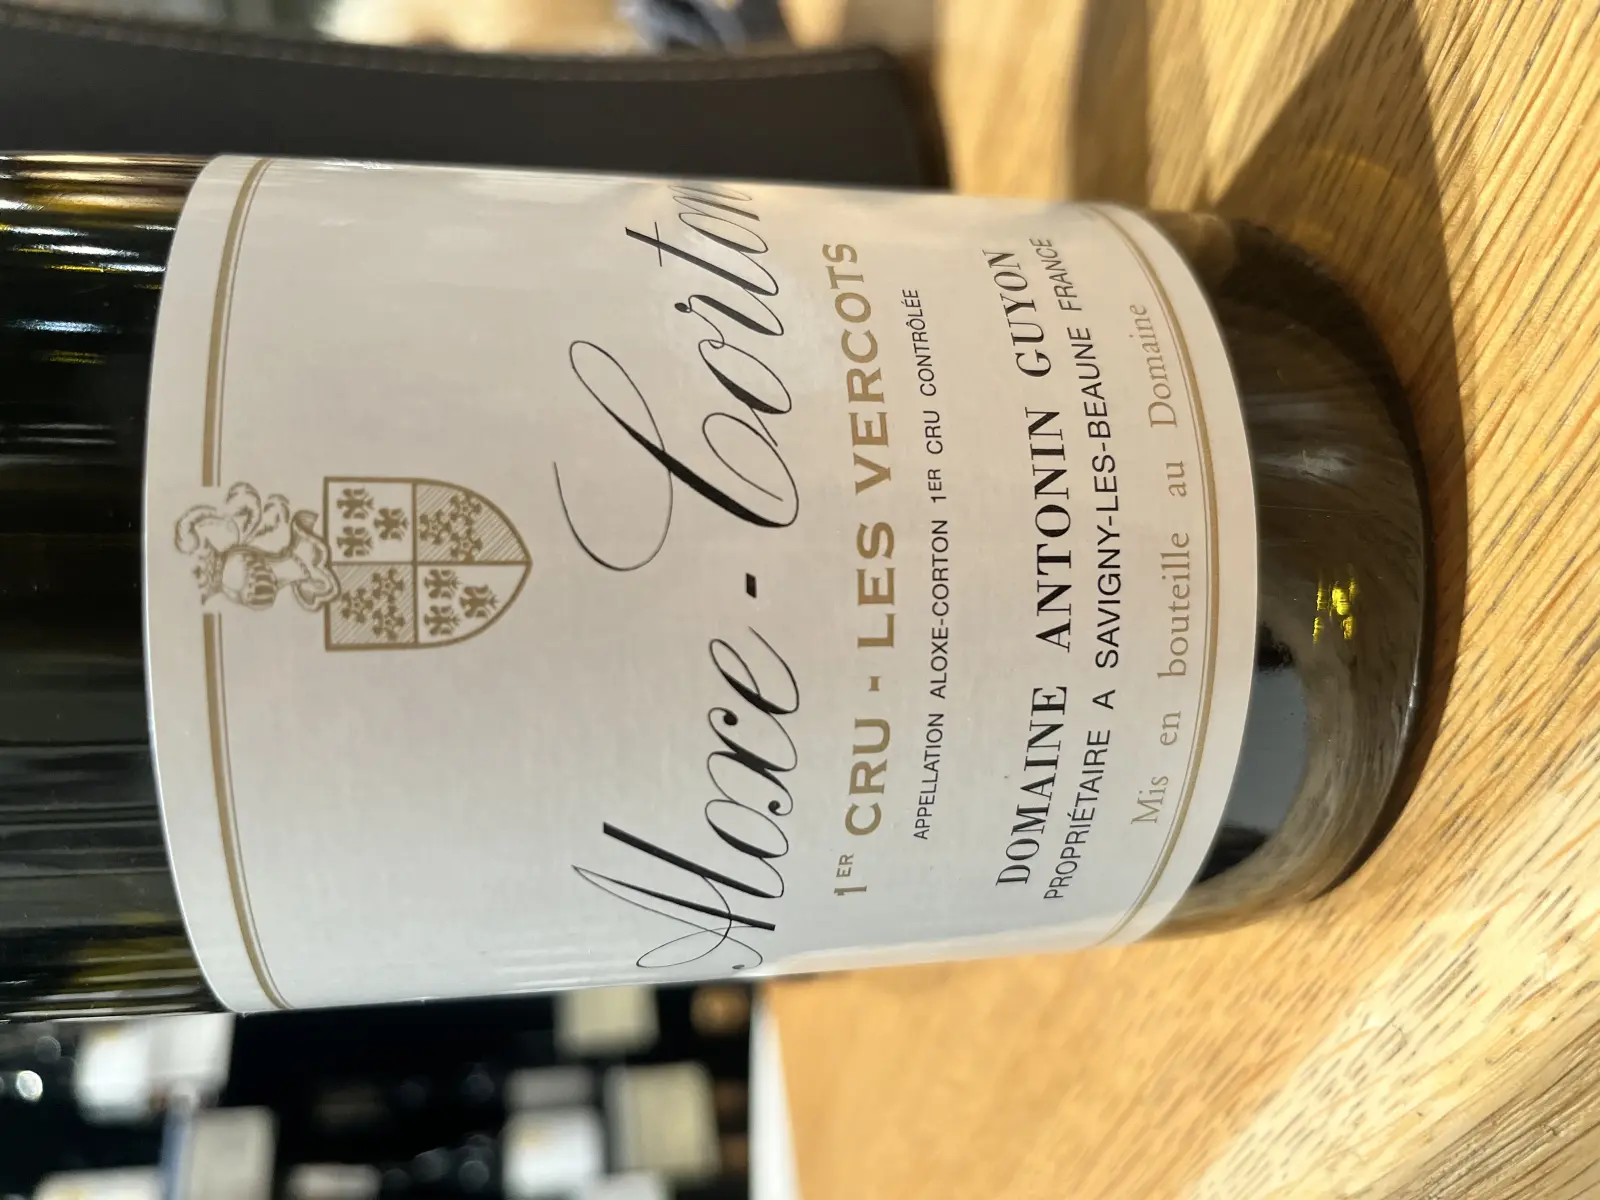 Aloxe-Corton
1ER CRU - LES VERCOTS
APPELLATION ALOXE-CORTON 1ER CRU CONTRÔLÉE
DOMAINE ANTONIN GUYON
PROPRIÉTAIRE A SAVIGNY-LES-BEAUNE FRANCE
Mis en bouteille au Domaine